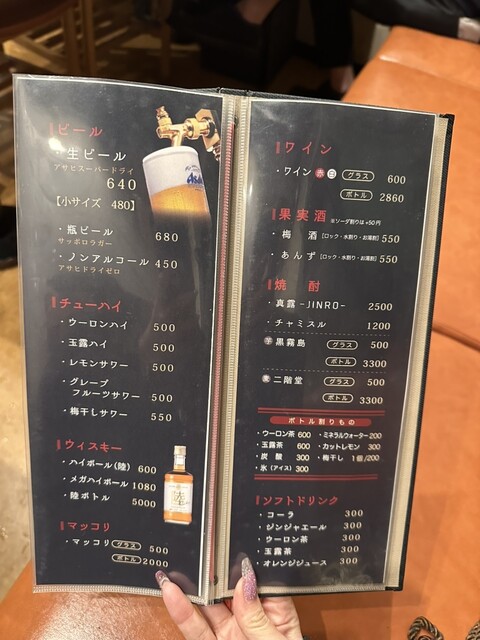 ビール
・生ビール
アサヒスーパードライ
640
【小サイズ 480】
・瓶ビール 680
サッポロラガー
・ノンアルコール 450
アサヒドライゼロ
チューハイ
・ウーロンハイ 500
・玉露ハイ 500
・レモンサワー 500
・グレープ
フルーツサワー 500
・梅干しサワー 550
ウィスキー
・ハイボール(陸) 600
・メガハイボール 1080
・陸ボトル 5000
陸
マッコリ
・マッコリ グラス 500
ボトル 2000
Asahi
ワイン
・ワイン 赤 白 グラス 600
ボトル 2860
果実酒 ※ソーダ割りは+50円
・梅 酒 [ロック・水割り・お湯割] 550
・あんず [ロック・水割り・お湯割] 550
焼 酎
・真露 -JINRO- 2500
・チャミスル 1200
芋 黒霧島 グラス 500
ボトル 3300
麦 二階堂 グラス 500
ボトル 3300
ボトル割りもの
・ウーロン茶 600 ・ミネラルウォーター 200
・玉露茶 600 ・カットレモン 300
・炭 酸 300 ・梅干し 1個/200
・氷(アイス) 300
ソフトドリンク
・コーラ 300
・ジンジャエール 300
・ウーロン茶 300
・玉露茶 300
・オレンジジュース 300